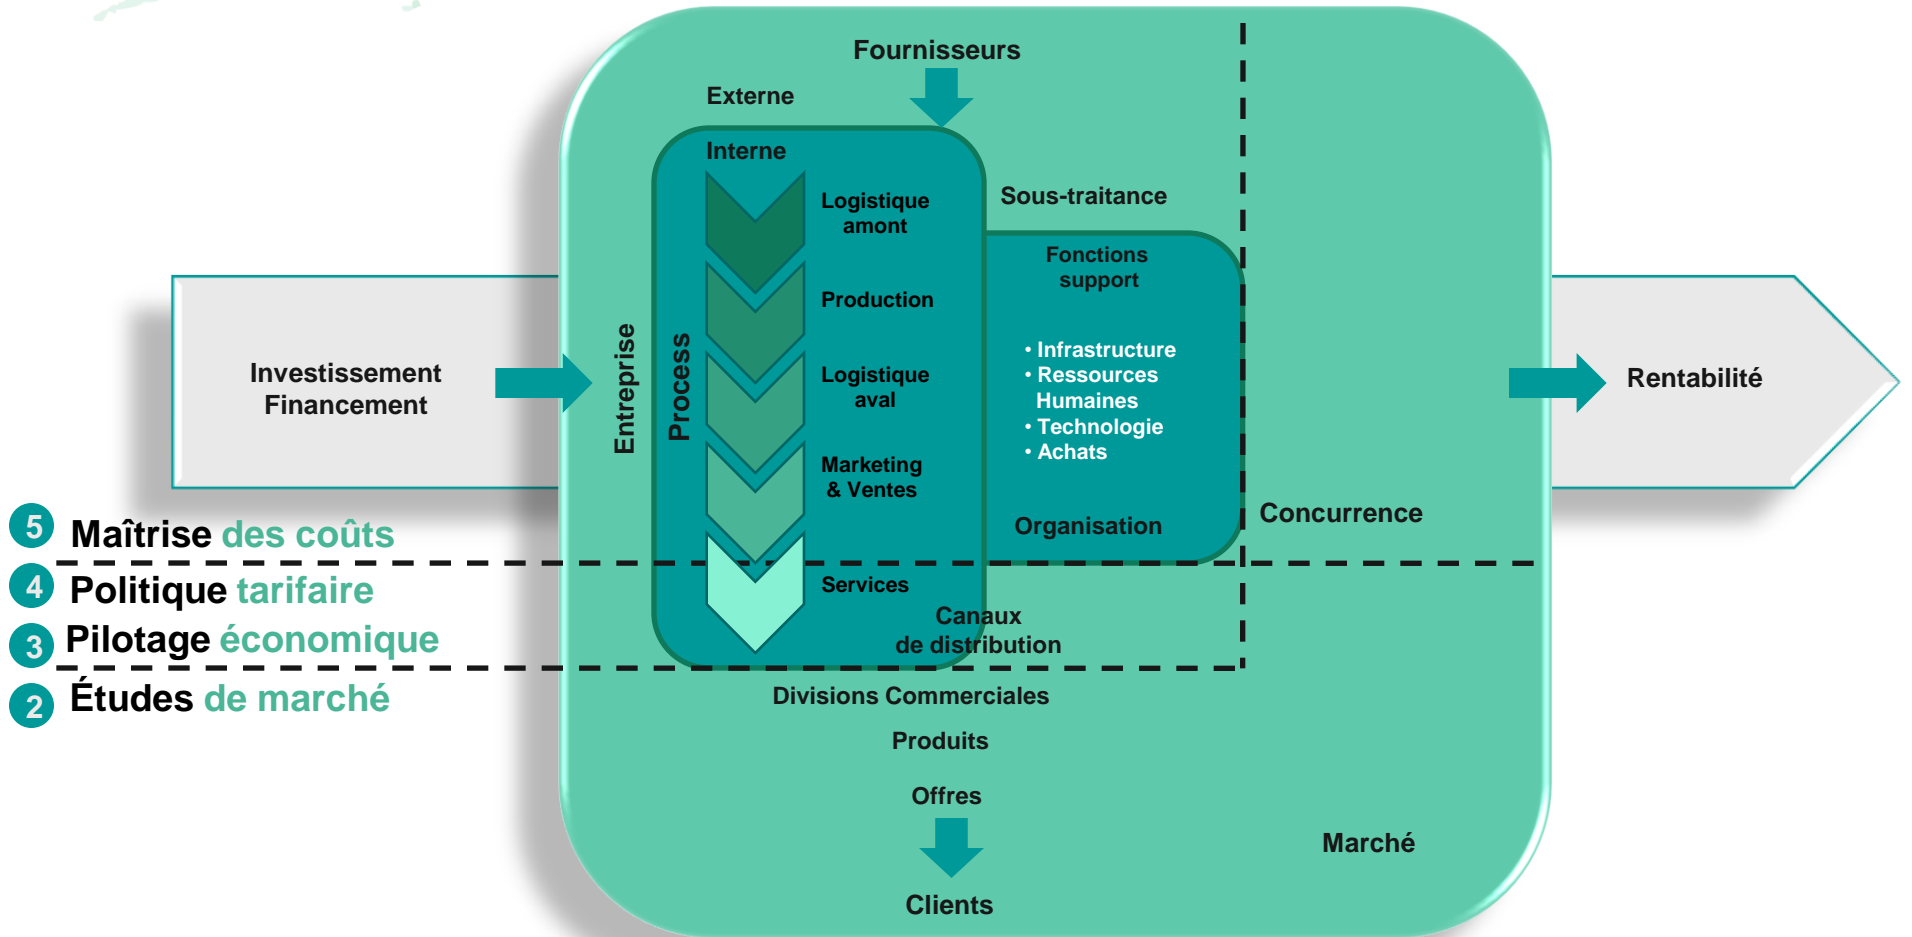 Fournisseurs
Externe
Interne
Logistique
amont
Sous-traitance
Fonctions
support
Production
Investissement
Financement
Entreprise
Process
• Infrastructure
• Ressources
Humaines
• Technologie
• Achats
Logistique
aval
Rentabilité
Marketing
& Ventes
Organisation
Concurrence
5 Maîtrise des coûts
4 Politique tarifaire
Services
Canaux
de distribution
3 Pilotage économique
2 Études de marché
Divisions Commerciales
Produits
Offres
Marché
Clients